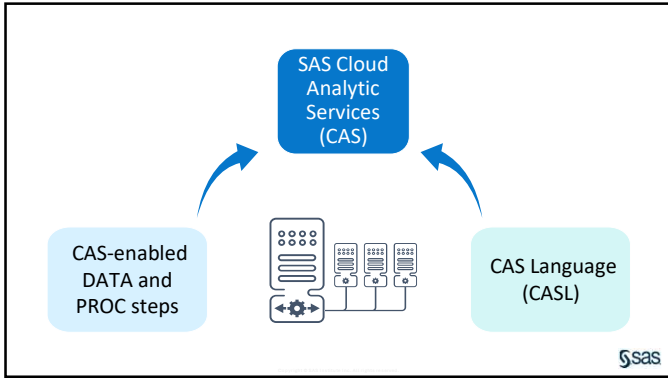 SAS Cloud
Analytic
Services
(CAS)
CAS-enabled
DATA and
PROC steps
CAS Language
(CASL)
sas